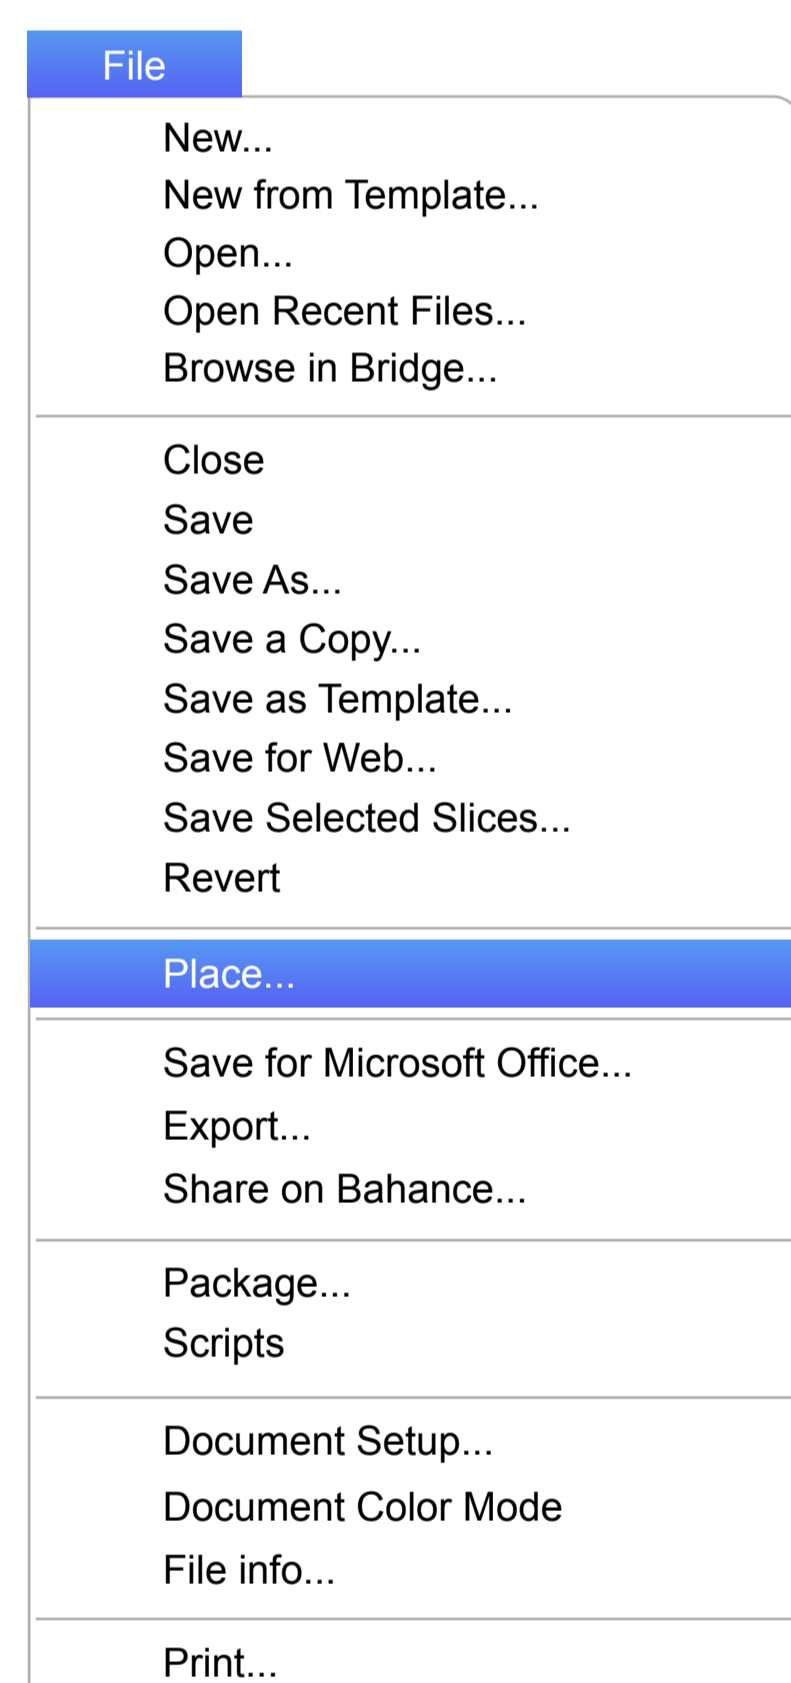 File
New...
New from Template...
Open...
Open Recent Files...
Browse in Bridge...
Close
Save
Save As...
Save a Copy...
Save as Template...
Save for Web...
Save Selected Slices...
Revert
Place...
Save for Microsoft Office...
Export...
Share on Bahance...
Package...
Scripts
Document Setup...
Document Color Mode
File info...
Print...